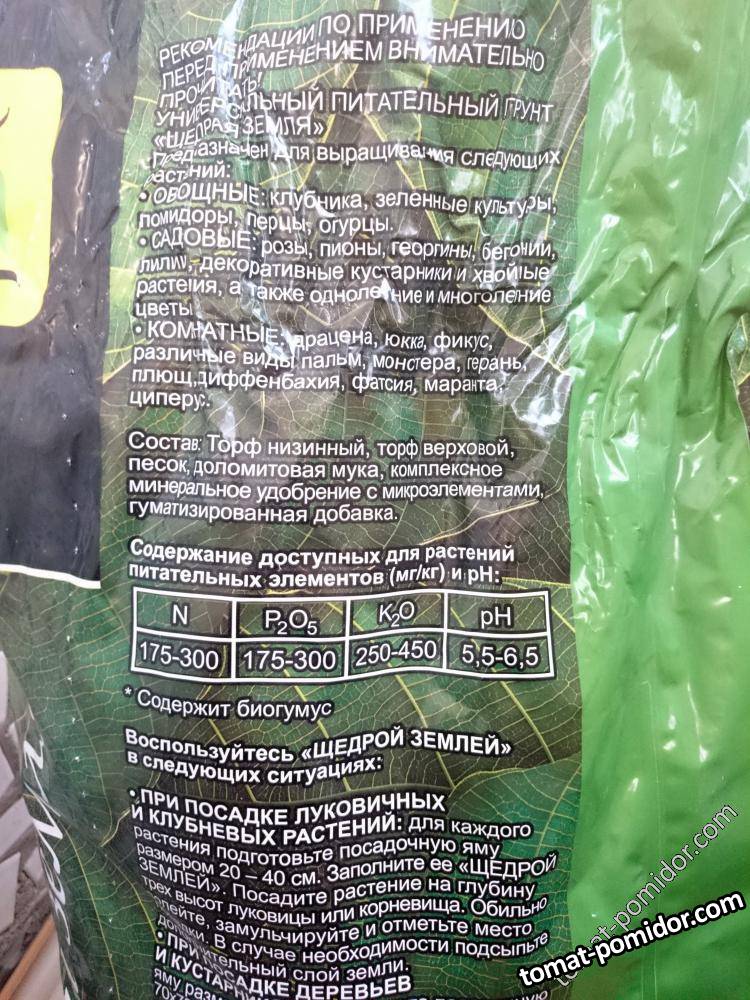 РЕКОМЕНДАЦИИ ПО ПРИМЕНЕНИЮ
ПЕРЕД ПРИМЕНЕНИЕМ ВНИМАТЕЛЬНО
ПРОЧИТАТЬ!
УНИВЕРСАЛЬНЫЙ ПИТАТЕЛЬНЫЙ ГРУНТ
«ЩЕДРАЯ ЗЕМЛЯ»
Предназначен для выращивания следующих
растений:
• ОВОЩНЫЕ: клубника, зеленные культуры,
помидоры, перцы, огурцы.
• САДОВЫЕ: розы, пионы, георгины, бегонии,
лилии, декоративные кустарники и хвойные
растения, а также однолетние и многолетние
цветы
• КОМНАТНЫЕ: драцена, юкка, фикус,
различные виды пальм, монстера, герань,
плющ, диффенбахия, фатсия, маранта,
циперус.
Состав: Торф низинный, торф верховой,
песок, доломитовая мука, комплексное
минеральное удобрение с микроэлементами,
гуматизированная добавка.
Содержание доступных для растений
питательных элементов (мг/кг) и pH:
N P₂O₅ K₂O pH
175-300 175-300 250-450 5,5-6,5
* Содержит биогумус
Воспользуйтесь «ЩЕДРОЙ ЗЕМЛЕЙ»
в следующих ситуациях:
• ПРИ ПОСАДКЕ ЛУКОВИЧНЫХ
И КЛУБНЕВЫХ РАСТЕНИЙ: для каждого
растения подготовьте посадочную яму
размером 20 – 40 см. Заполните ее «ЩЕДРОЙ
ЗЕМЛЕЙ». Посадите растение на глубину
трех высот луковицы или корневища. Обильно
полейте, замульчируйте и отметьте место
посадки. В случае необходимости подсыпьте
слой земли.
• ПРИ ПОСАДКЕ ДЕРЕВЬЕВ
И КУСТАРНИКОВ
яму
tomat-pomidor.com
tomat-pomidor.com